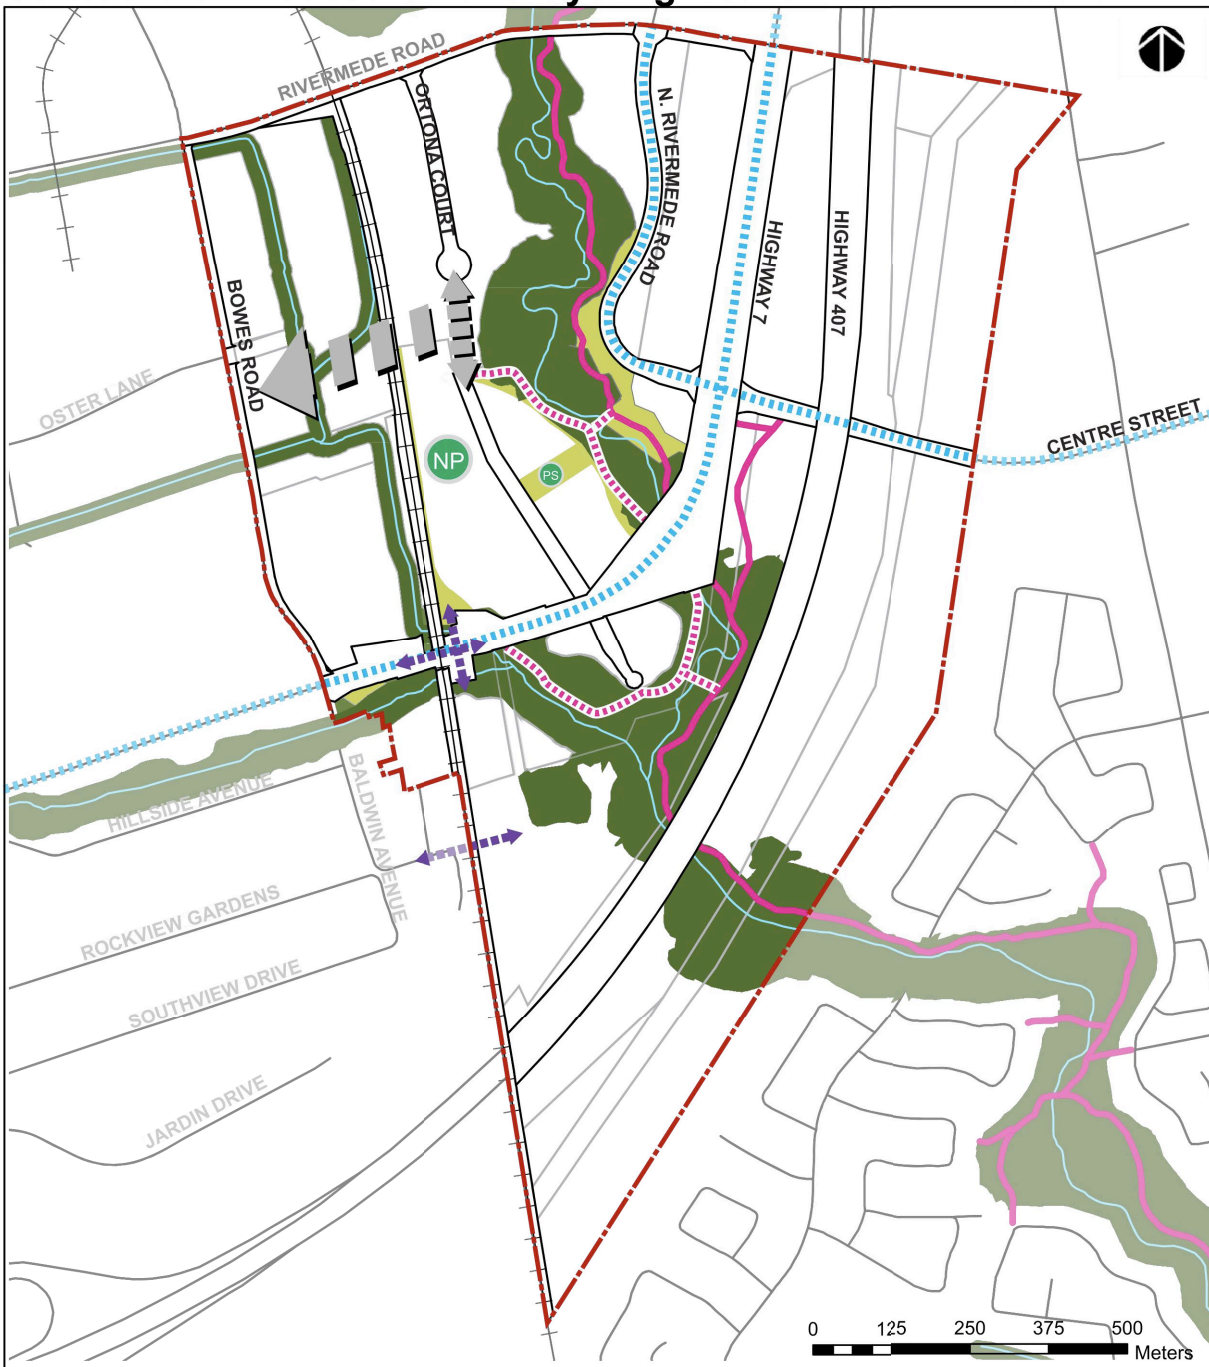 RIVERMEDE ROAD
ORTONA COURT
N. RIVERMEDE ROAD
HIGHWAY 7
HIGHWAY 407
BOWES ROAD
OSTER LANE
CENTRE STREET
NP
PS
HILLSIDE AVENUE
BALDWIN AVENUE
ROCKVIEW GARDENS
SOUTHVIEW DRIVE
JARDIN DRIVE
0 125 250 375 500
Meters